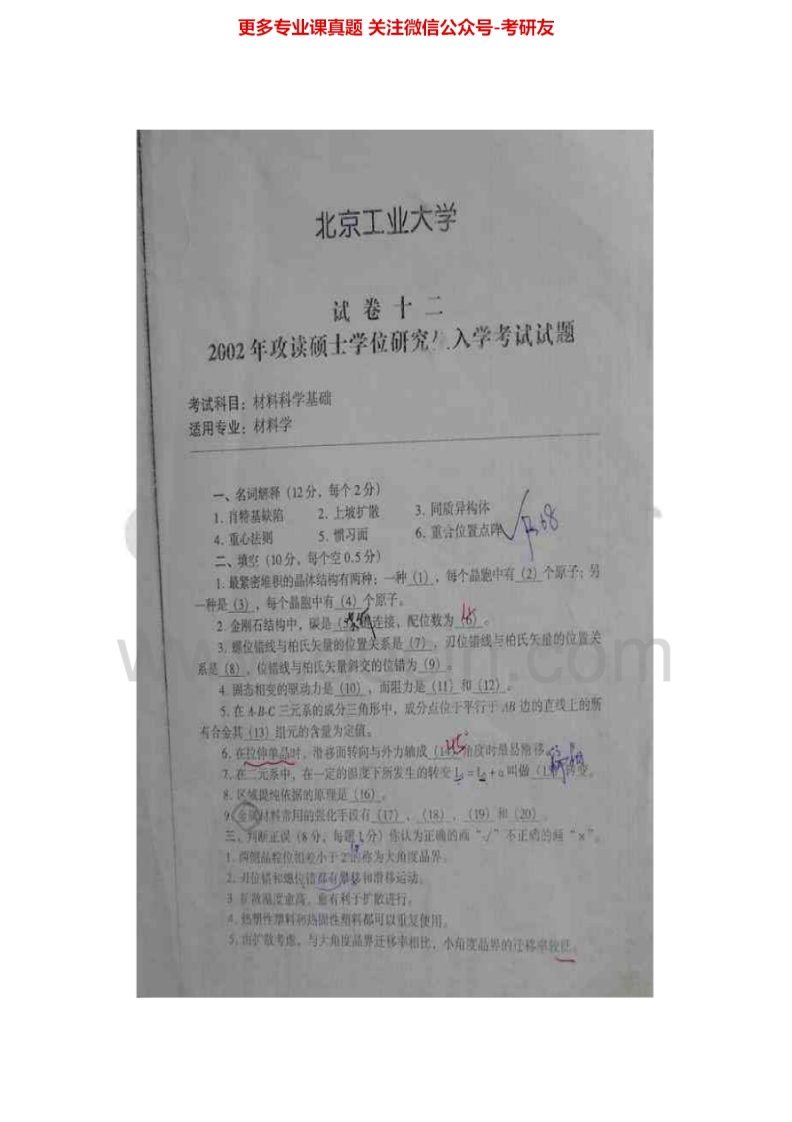 更多专业课真题 关注微信公众号-考研友
北京工业大学
试卷十二
2002年攻读硕士学位研究 入学考试试题
考试科目：材料科学基础
适用专业：材料学
一、名词解释（12分，每个2分）
1. 肖特基缺陷 2. 上坡扩散 3. 同质异构体
4. 重心法则 5. 惯习面 6. 重合位置点阵
二、填空（10分，每个空0.5分）
1. 最紧密堆积的晶体结构有两种：一种（1），每个晶胞中有（2）个原子；另
一种是（3），每个晶胞中有（4）个原子。
2. 金刚石结构中，碳是（5 连接，配位数为（6）。
3. 螺位错线与柏氏矢量的位置关系是（7），刃位错线与柏氏矢量的位置关
系是（8），位错线与柏氏矢量斜交的位错为（9）。
4. 固态相变的驱动力是（10），而阻力是（11）和（12）。
5. 在A-B-C三元系的成分三角形中，成分点位于平行于AB边的直线上的所
有合金其（13）组元的含量为定值。
6. 在拉伸单晶时，滑移面转向与外力轴成（1 45° 角度时最易滑移。
7. 在二元系中，在一定的温度下所发生的转变L₁=L₂+α叫做（1 转变。
8. 区域提纯依据的原理是（16）。
9. 金属材料常用的强化手段有（17）、（18）、（19）和（20）。
三、判断正误（8分，每题1分）你认为正确的画“√”不正确的画“×”。
1. 两侧晶粒位相差小于2°的称为大角度晶界。
2. 刃位错和螺位错都有攀移和滑移运动。
3. 扩散温度愈高，愈有利于扩散进行。
4. 热塑性塑料和热固性塑料都可以重复使用。
5. 由扩散考虑，与大角度晶界迁移率相比，小角度晶界的迁移率较低。